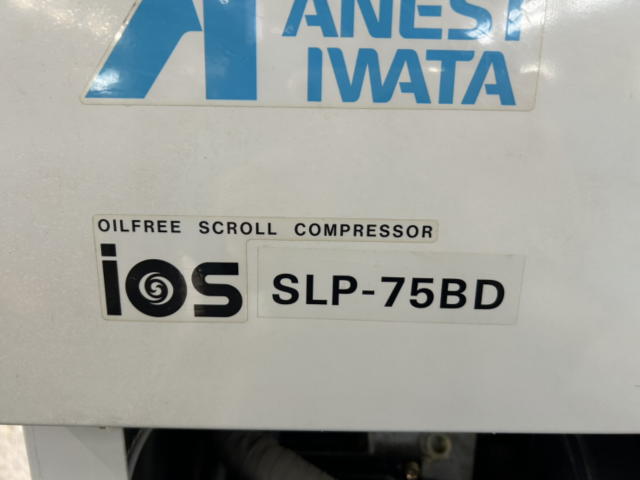 ANEST
IWATA
OILFREE SCROLL COMPRESSOR
ios
SLP-75BD